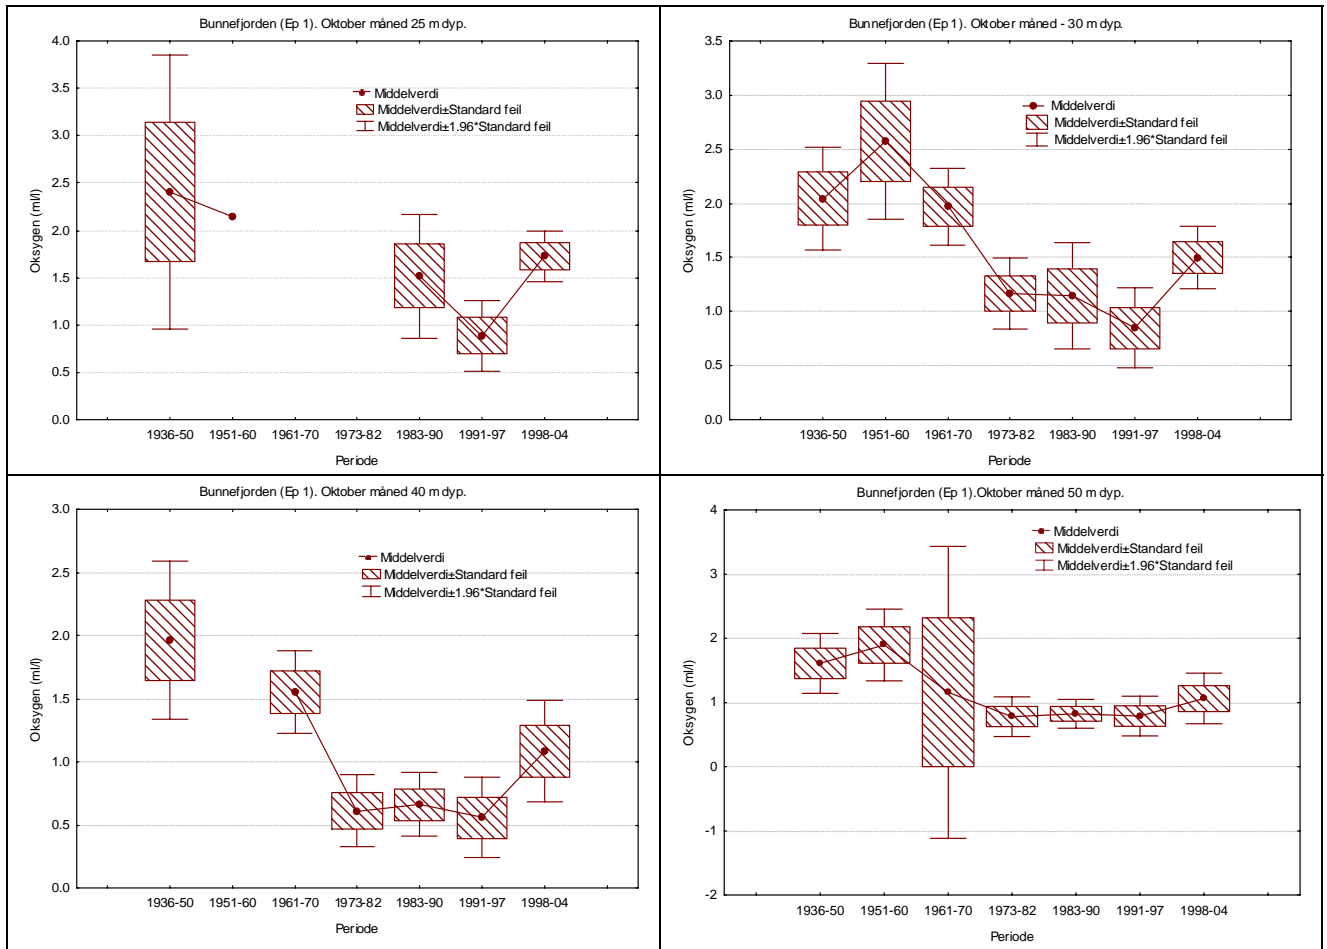 Bunnefjorden (Ep 1). Oktober måned 25 m dyp.
4.0
3.5
3.0
2.5
2.0
1.5
1.0
0.5
0.0
Oksygen (ml/l)
Middelverdi
Middelverdi±Standard feil
Middelverdi±1.96*Standard feil
1936-50 1951-60 1961-70 1973-82 1983-90 1991-97 1998-04
Periode
Bunnefjorden (Ep 1). Oktober måned - 30 m dyp.
3.5
3.0
2.5
2.0
1.5
1.0
0.5
0.0
Oksygen (ml/l)
Middelverdi
Middelverdi±Standard feil
Middelverdi±1.96*Standard feil
1936-50 1951-60 1961-70 1973-82 1983-90 1991-97 1998-04
Periode
Bunnefjorden (Ep 1). Oktober måned 40 m dyp.
3.0
2.5
2.0
1.5
1.0
0.5
0.0
Oksygen (ml/l)
Middelverdi
Middelverdi±Standard feil
Middelverdi±1.96*Standard feil
1936-50 1951-60 1961-70 1973-82 1983-90 1991-97 1998-04
Periode
Bunnefjorden (Ep 1).Oktober måned 50 m dyp.
4
3
2
1
0
-1
-2
Oksygen (ml/l)
Middelverdi
Middelverdi±Standard feil
Middelverdi±1.96*Standard feil
1936-50 1951-60 1961-70 1973-82 1983-90 1991-97 1998-04
Periode